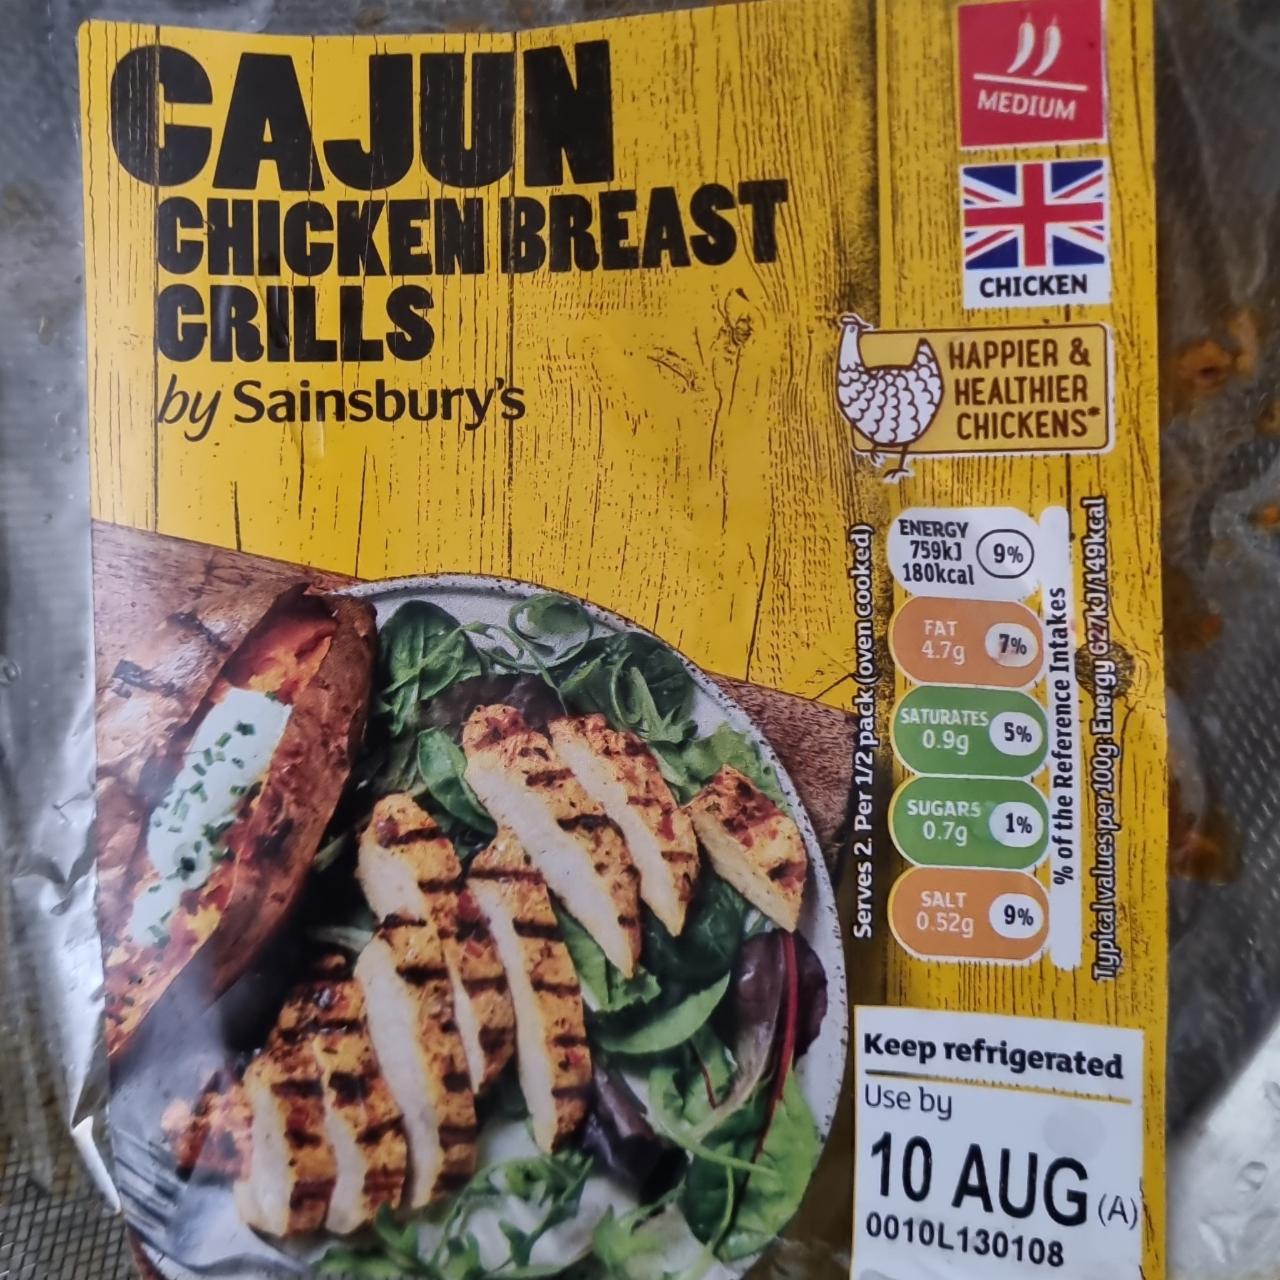 CAJUN
CHICKEN BREAST
GRILLS
by Sainsbury's
MEDIUM
CHICKEN
HAPPIER &
HEALTHIER
CHICKENS*
Serves 2. Per 1/2 pack (oven cooked)
ENERGY
759kJ
180kcal
9%
FAT
4.7g
7%
SATURATES
0.9g
5%
SUGARS
0.7g
1%
SALT
0.52g
9%
% of the Reference Intakes
Typical values per 100g: Energy 627kJ/149kcal
Keep refrigerated
Use by
10 AUG (A)
0010L130108